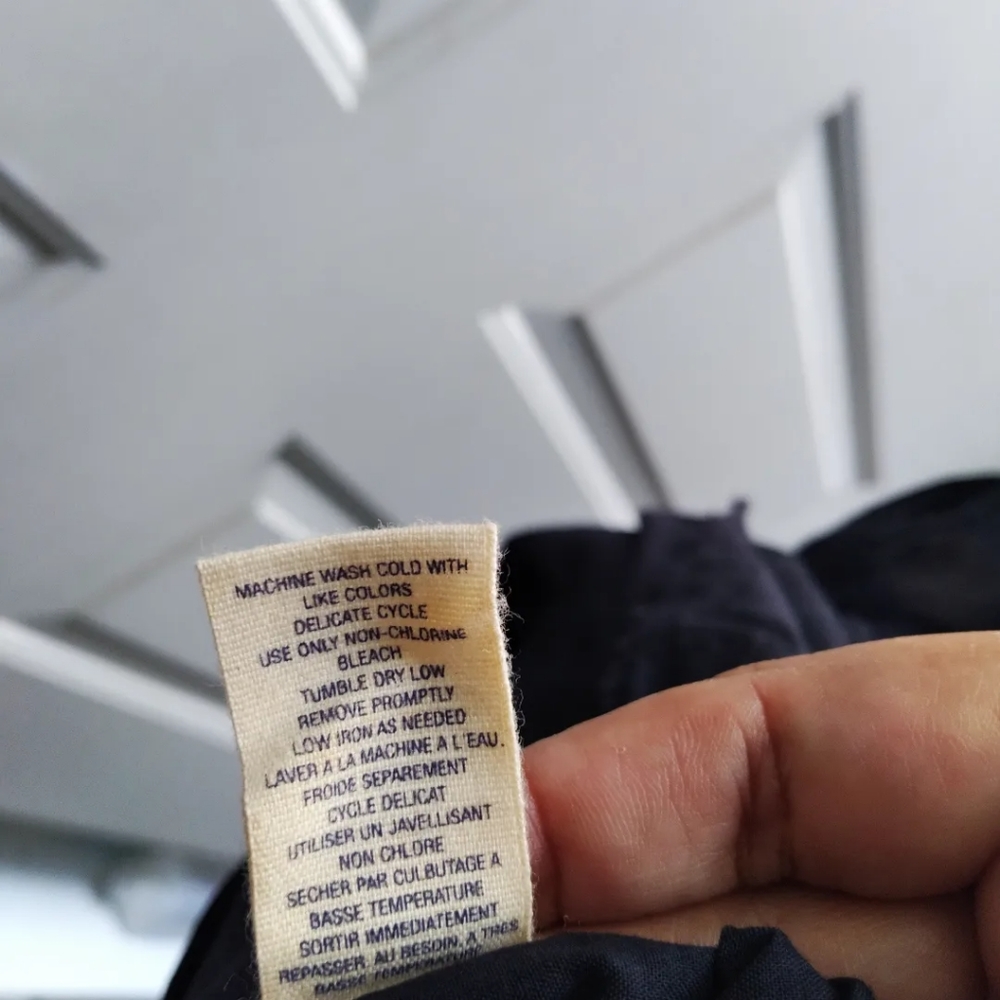 MACHINE WASH COLD WITH
LIKE COLORS
DELICATE CYCLE
USE ONLY NON-CHLORINE
BLEACH
TUMBLE DRY LOW
REMOVE PROMPTLY
LOW IRON AS NEEDED
LAVER A LA MACHINE A L'EAU.
FROIDE SEPAREMENT
CYCLE DELICAT
UTILISER UN JAVELLISANT
NON CHLORE
SECHER PAR CULBUTAGE A
BASSE TEMPERATURE
SORTIR IMMEDIATEMENT
REPASSER, AU BESOIN, A TRES
BASSE TEMPERATURE